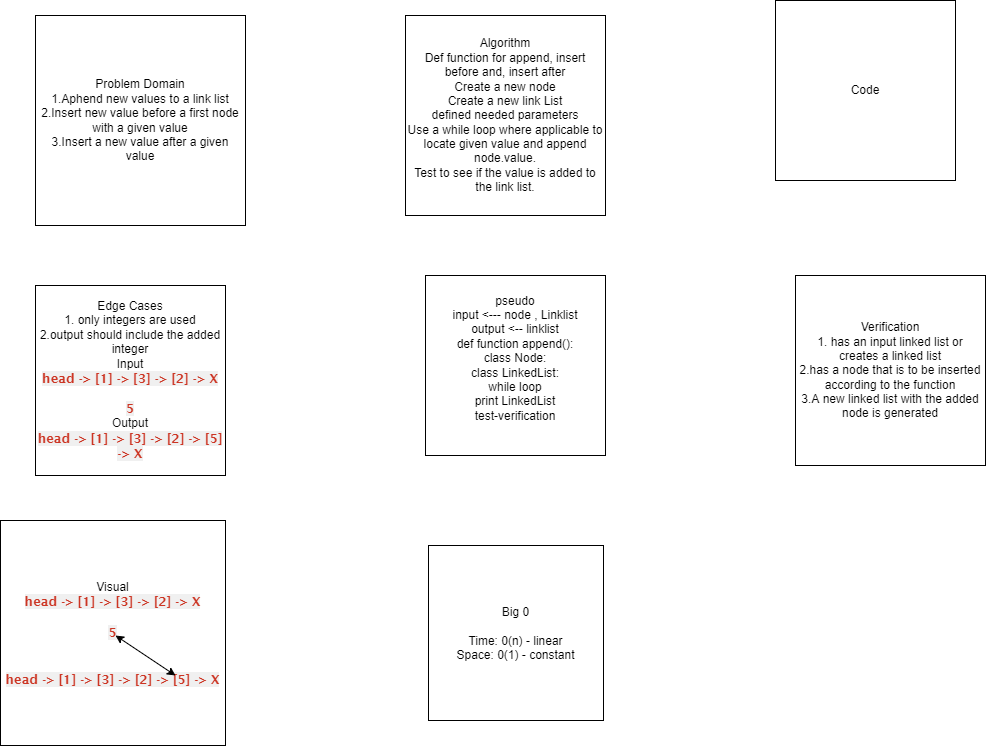 Problem Domain
1.Aphend new values to a link list
2.Insert new value before a first node
with a given value
3.Insert a new value after a given
value
Algorithm
Def function for append, insert
before and, insert after
Create a new node
Create a new link List
defined needed parameters
Use a while loop where applicable to
locate given value and append
node.value.
Test to see if the value is added to
the link list.
Code
Edge Cases
1. only integers are used
2.output should include the added
integer
Input
head -> [1] -> [3] -> [2] -> X
5
Output
head -> [1] -> [3] -> [2] -> [5]
-> X
pseudo
input <--- node , Linklist
output <-- linklist
def function append():
class Node:
class LinkedList:
while loop
print LinkedList
test-verification
Verification
1. has an input linked list or
creates a linked list
2.has a node that is to be inserted
according to the function
3.A new linked list with the added
node is generated
Visual
head -> [1] -> [3] -> [2] -> X
5
head -> [1] -> [3] -> [2] -> [5] -> X
Big 0
Time: 0(n) - linear
Space: 0(1) - constant